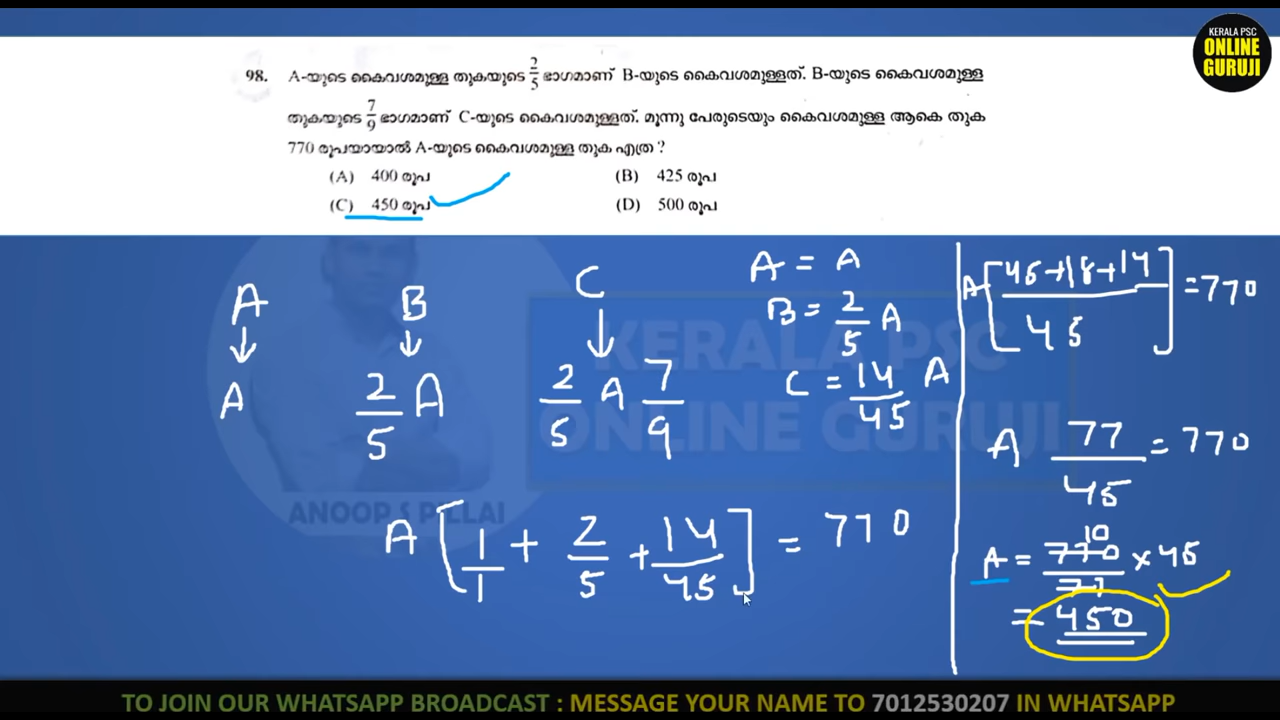 KERALA PSC
ONLINE
GURUJI
98. A-യുടെ കൈവശമുള്ള തുകയുടെ 2/5 ഭാഗമാണ് B-യുടെ കൈവശമുള്ളത്. B-യുടെ കൈവശമുള്ള
തുകയുടെ 7/9 ഭാഗമാണ് C-യുടെ കൈവശമുള്ളത്. മൂന്നു പേരുടെയും കൈവശമുള്ള ആകെ തുക
770 രൂപയായാൽ A-യുടെ കൈവശമുള്ള തുക എത്ര ?
(A) 400 രൂപ (B) 425 രൂപ
(C) 450 രൂപ (D) 500 രൂപ
A B C
A 2/5 A 2/5 A 7/9
A = A
B = 2/5 A
C = 14/45 A
A [1/1 + 2/5 + 14/45] = 770
A [45+18+14 / 45] = 770
A 77/45 = 770
A = 770/77 × 45
10
= 450
KERALA PSC
ONLINE GURUJI
ANOOP S PILLAI
TO JOIN OUR WHATSAPP BROADCAST : MESSAGE YOUR NAME TO 7012530207 IN WHATSAPP